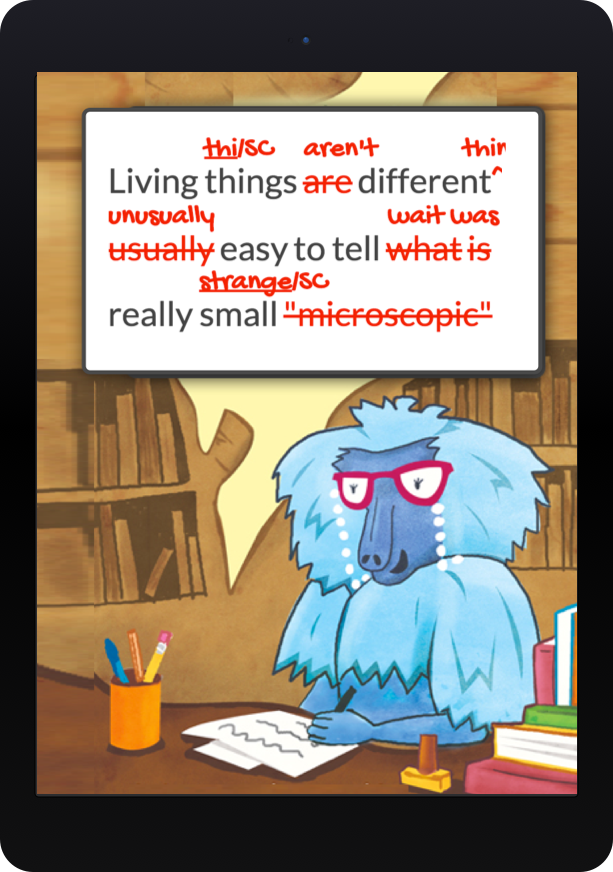 thi/SC aren't
Living things are different^
unusually wait was
usually easy to tell what is
strange/SC
really small "microscopic"